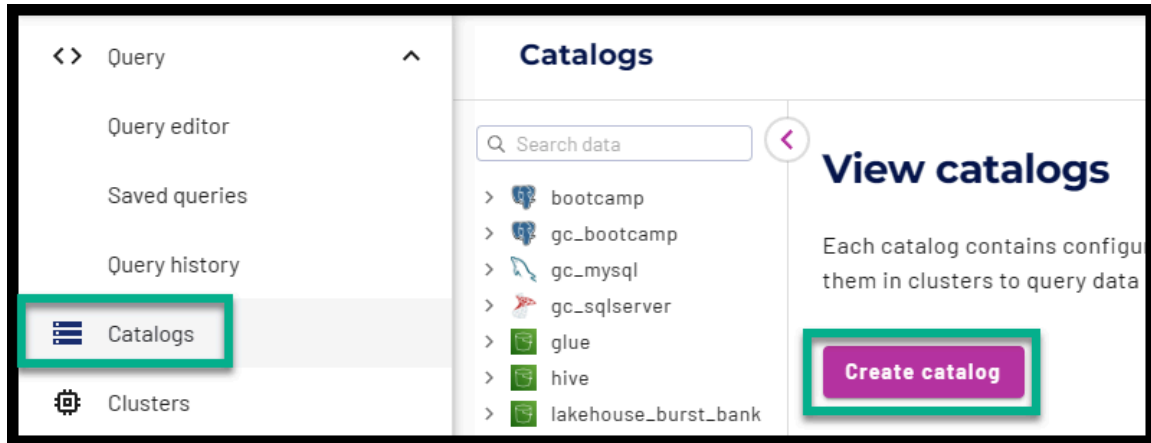 Query
Query editor
Saved queries
Query history
Catalogs
Clusters
Catalogs
Search data
bootcamp
gc_bootcamp
gc_mysql
gc_sqlserver
glue
hive
lakehouse_burst_bank
View catalogs
Each catalog contains
them in clusters to query data
Create catalog